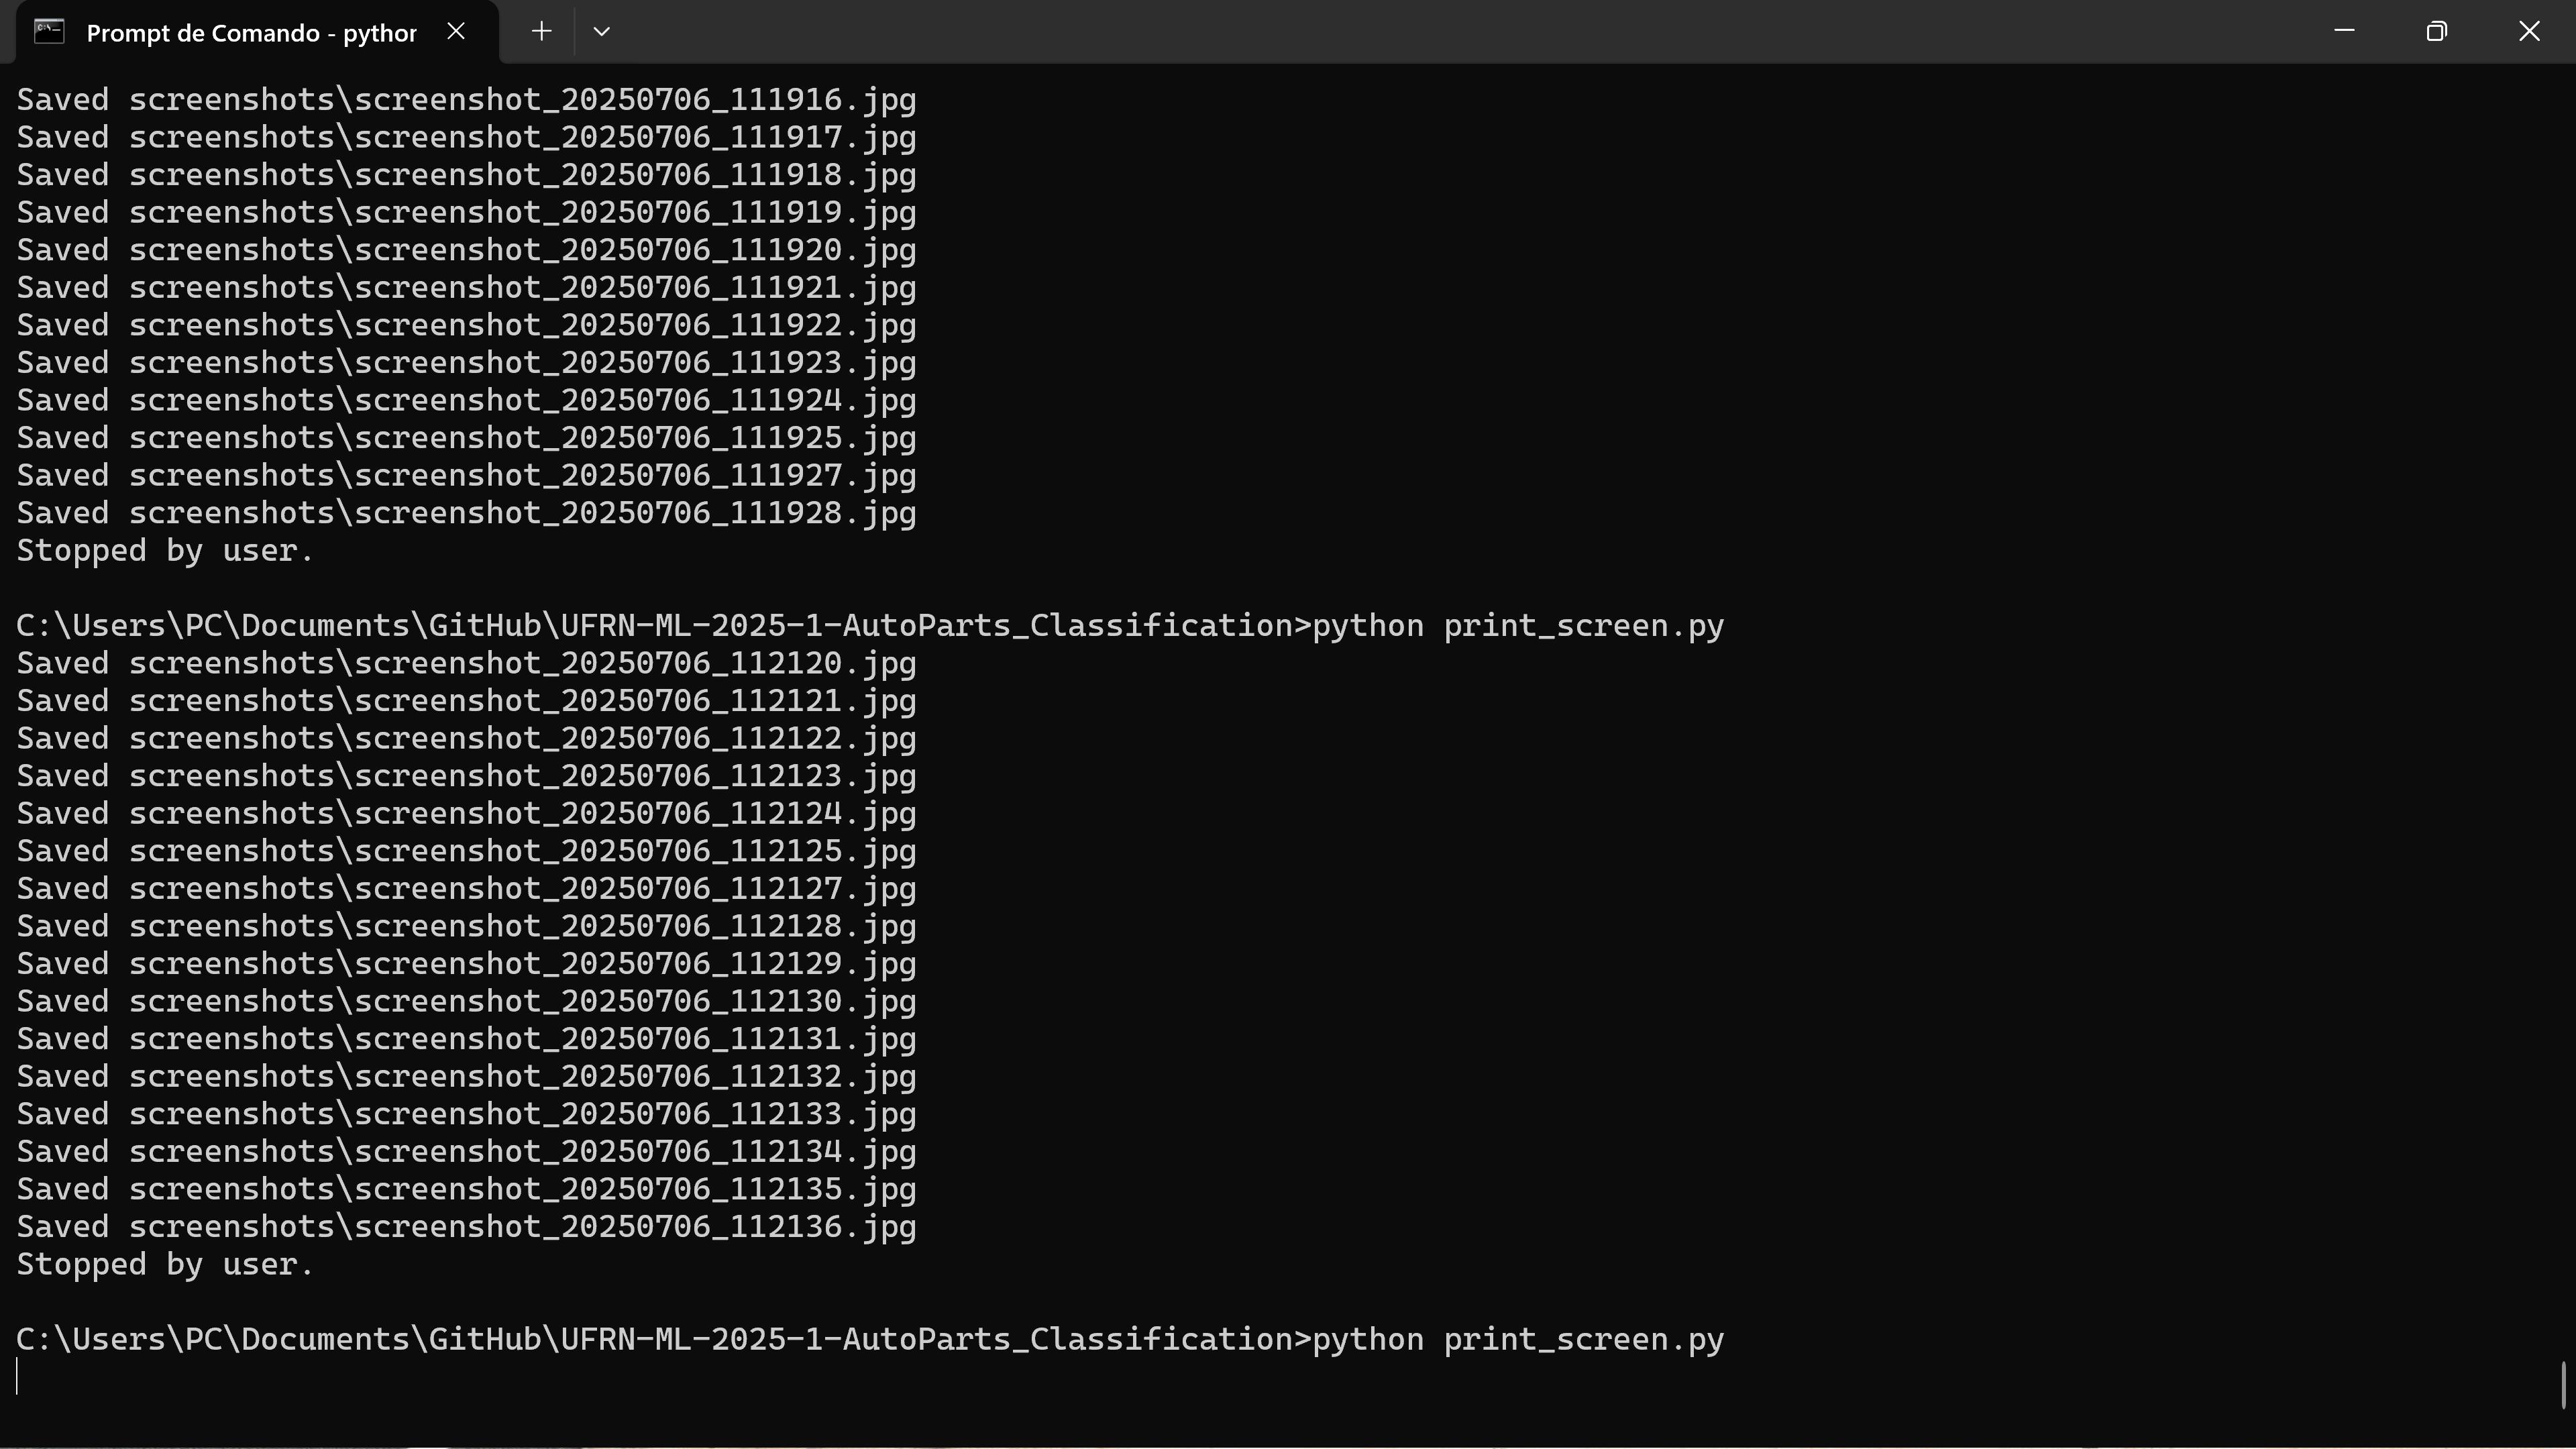 Prompt de Comando - python
Saved screenshots\screenshot_20250706_111916.jpg
Saved screenshots\screenshot_20250706_111917.jpg
Saved screenshots\screenshot_20250706_111918.jpg
Saved screenshots\screenshot_20250706_111919.jpg
Saved screenshots\screenshot_20250706_111920.jpg
Saved screenshots\screenshot_20250706_111921.jpg
Saved screenshots\screenshot_20250706_111922.jpg
Saved screenshots\screenshot_20250706_111923.jpg
Saved screenshots\screenshot_20250706_111924.jpg
Saved screenshots\screenshot_20250706_111925.jpg
Saved screenshots\screenshot_20250706_111927.jpg
Saved screenshots\screenshot_20250706_111928.jpg
Stopped by user.
C:\Users\PC\Documents\GitHub\UFRN-ML-2025-1-AutoParts_Classification>python print_screen.py
Saved screenshots\screenshot_20250706_112120.jpg
Saved screenshots\screenshot_20250706_112121.jpg
Saved screenshots\screenshot_20250706_112122.jpg
Saved screenshots\screenshot_20250706_112123.jpg
Saved screenshots\screenshot_20250706_112124.jpg
Saved screenshots\screenshot_20250706_112125.jpg
Saved screenshots\screenshot_20250706_112127.jpg
Saved screenshots\screenshot_20250706_112128.jpg
Saved screenshots\screenshot_20250706_112129.jpg
Saved screenshots\screenshot_20250706_112130.jpg
Saved screenshots\screenshot_20250706_112131.jpg
Saved screenshots\screenshot_20250706_112132.jpg
Saved screenshots\screenshot_20250706_112133.jpg
Saved screenshots\screenshot_20250706_112134.jpg
Saved screenshots\screenshot_20250706_112135.jpg
Saved screenshots\screenshot_20250706_112136.jpg
Stopped by user.
C:\Users\PC\Documents\GitHub\UFRN-ML-2025-1-AutoParts_Classification>python print_screen.py